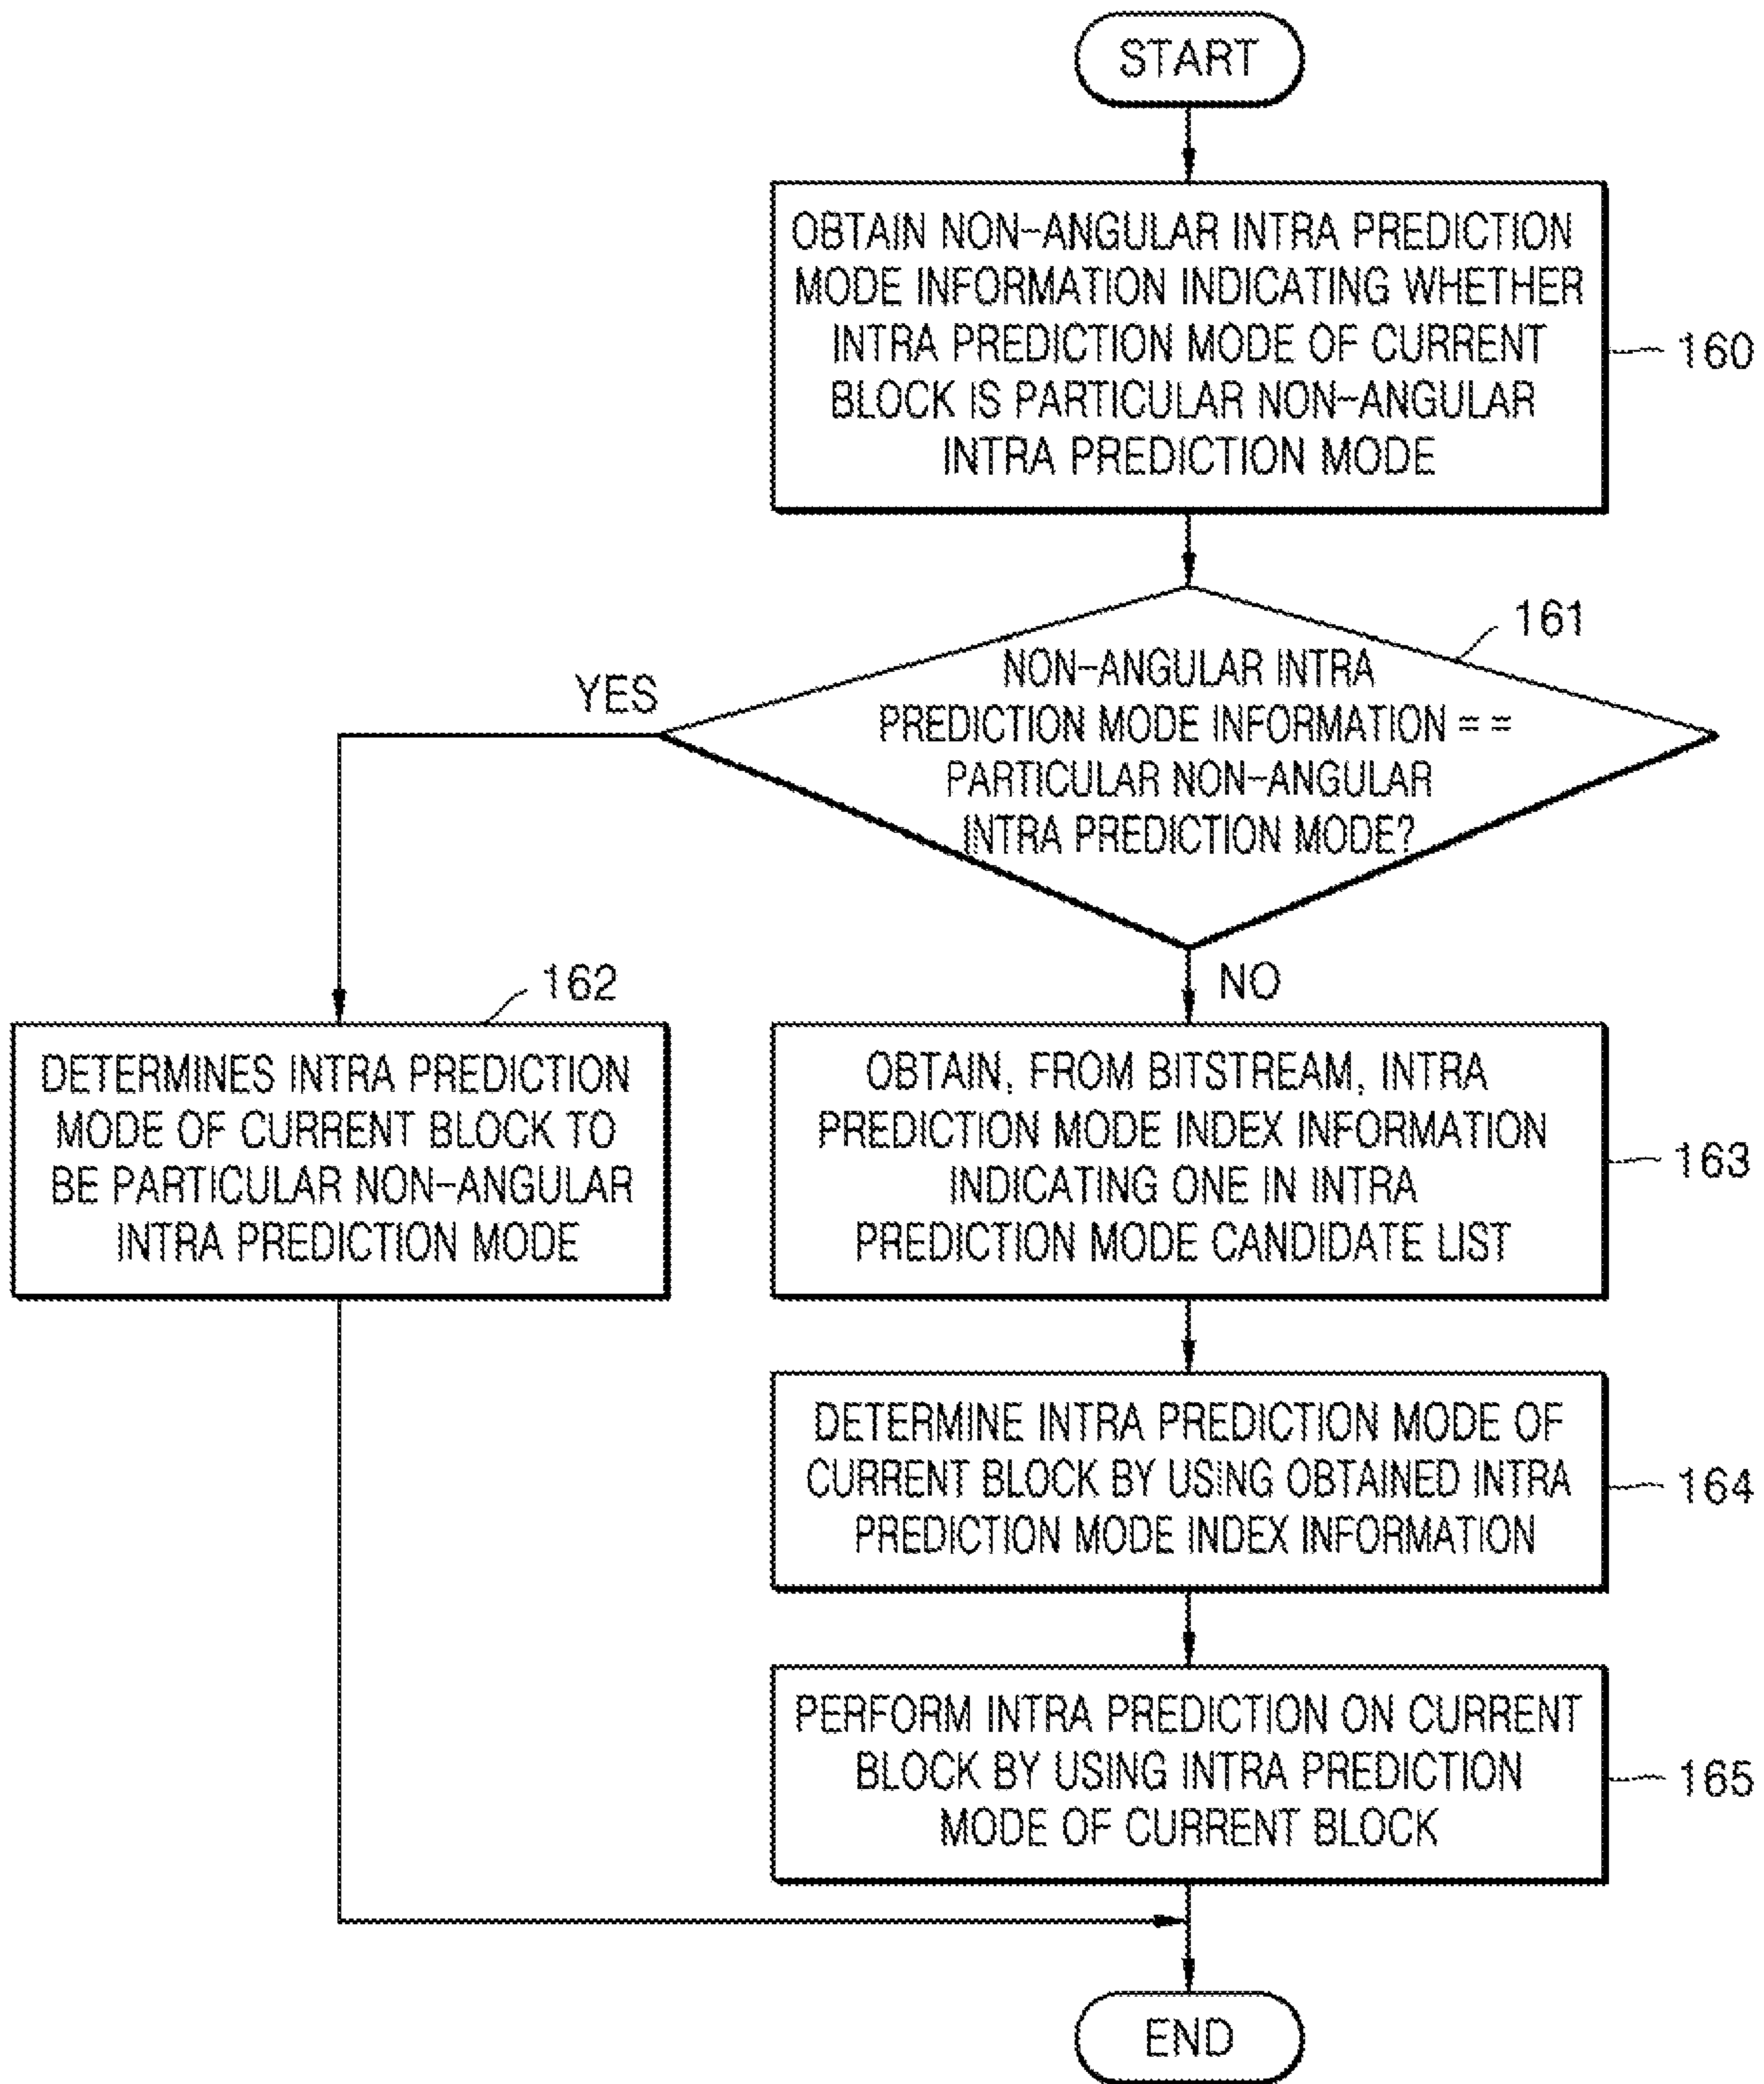 START
OBTAIN NON-ANGULAR INTRA PREDICTION
MODE INFORMATION INDICATING WHETHER
INTRA PREDICTION MODE OF CURRENT
BLOCK IS PARTICULAR NON-ANGULAR
INTRA PREDICTION MODE
160
161
NON-ANGULAR INTRA
PREDICTION MODE INFORMATION = =
PARTICULAR NON-ANGULAR
INTRA PREDICTION MODE?
YES
NO
162
DETERMINES INTRA PREDICTION
MODE OF CURRENT BLOCK TO
BE PARTICULAR NON-ANGULAR
INTRA PREDICTION MODE
OBTAIN, FROM BITSTREAM, INTRA
PREDICTION MODE INDEX INFORMATION
INDICATING ONE IN INTRA
PREDICTION MODE CANDIDATE LIST
163
DETERMINE INTRA PREDICTION MODE OF
CURRENT BLOCK BY USING OBTAINED INTRA
PREDICTION MODE INDEX INFORMATION
164
PERFORM INTRA PREDICTION ON CURRENT
BLOCK BY USING INTRA PREDICTION
MODE OF CURRENT BLOCK
165
END